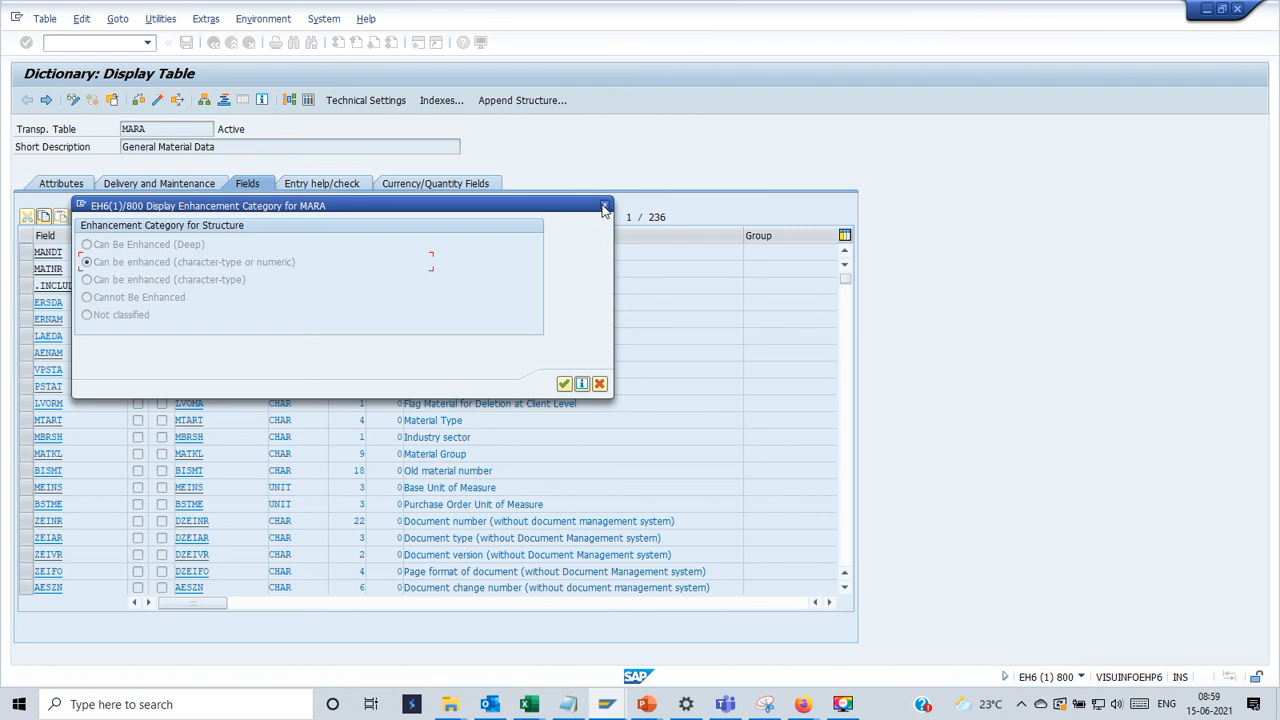 Table Edit Goto Utilities Extras Environment System Help
Dictionary: Display Table
Technical Settings Indexes... Append Structure...
Transp. Table MARA Active
Short Description General Material Data
Attributes Delivery and Maintenance Fields Entry help/check Currency/Quantity Fields
EH6(1)/800 Display Enhancement Category for MARA
1 / 236
Enhancement Category for Structure
Field Group
Can Be Enhanced (Deep)
MANDT
Can be enhanced (character-type or numeric)
MATNR
Can be enhanced (character-type)
.INCLU
Cannot Be Enhanced
ERSDA
Not classified
ERNAM
LAEDA
AENAM
VPSTA
PSTAT
LVORM LVOMA CHAR 1 0 Flag Material for Deletion at Client Level
MTART MTART CHAR 4 0 Material Type
MBRSH MBRSH CHAR 1 0 Industry sector
MATKL MATKL CHAR 9 0 Material Group
BISMT BISMT CHAR 18 0 Old material number
MEINS MEINS UNIT 3 0 Base Unit of Measure
BSTME BSTME UNIT 3 0 Purchase Order Unit of Measure
ZEINR DZEINR CHAR 22 0 Document number (without document management system)
ZEIAR DZEIAR CHAR 3 0 Document type (without Document Management system)
ZEIVR DZEIVR CHAR 2 0 Document version (without Document Management system)
ZEIFO DZEIFO CHAR 4 0 Page format of document (without Document Management system)
AESZN AESZN CHAR 6 0 Document change number (without document management system)
SAP
EH6 (1) 800 VISUINFOEHP6 INS
Type here to search
23°C
08:59
15-06-2021